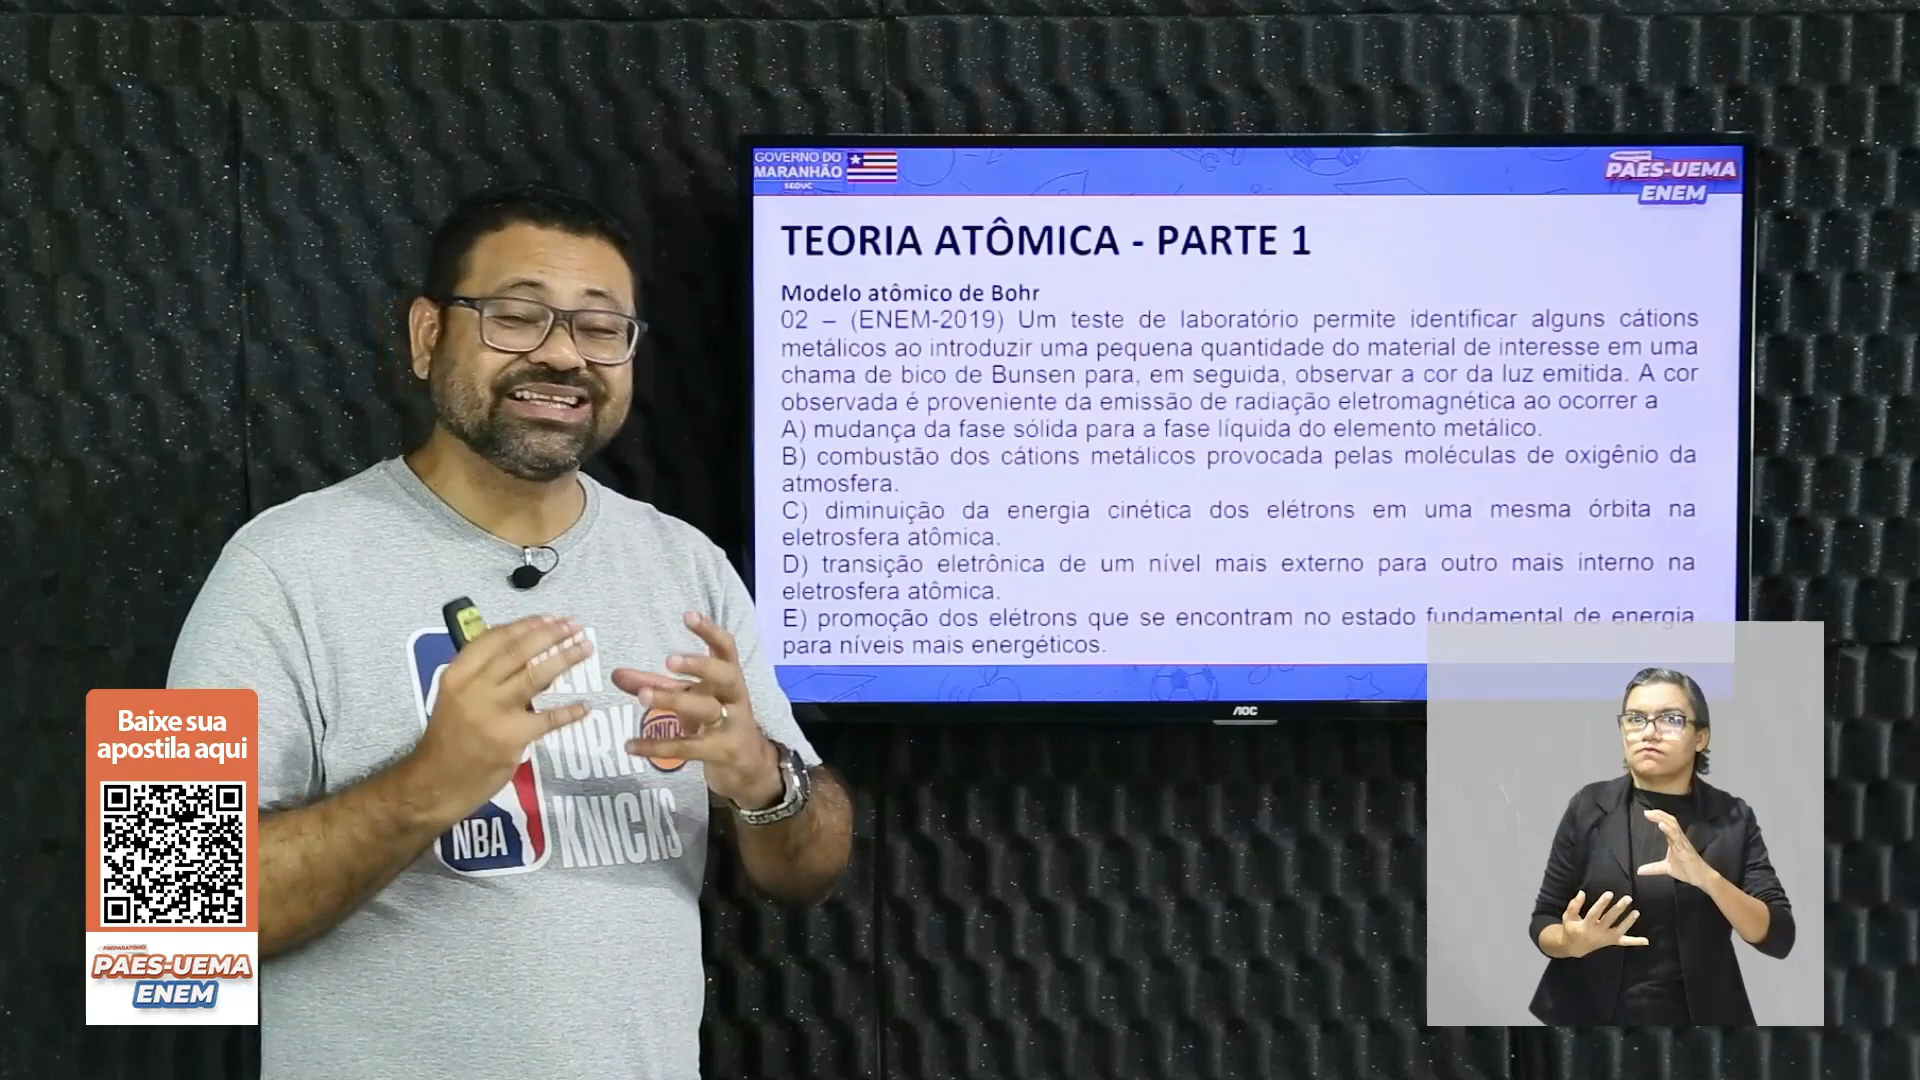 GOVERNO DO
MARANHÃO
SEDUC
PAES-UEMA
ENEM
TEORIA ATÔMICA - PARTE 1
Modelo atômico de Bohr
02 – (ENEM-2019) Um teste de laboratório permite identificar alguns cátions
metálicos ao introduzir uma pequena quantidade do material de interesse em uma
chama de bico de Bunsen para, em seguida, observar a cor da luz emitida. A cor
observada é proveniente da emissão de radiação eletromagnética ao ocorrer a
A) mudança da fase sólida para a fase líquida do elemento metálico.
B) combustão dos cátions metálicos provocada pelas moléculas de oxigênio da
atmosfera.
C) diminuição da energia cinética dos elétrons em uma mesma órbita na
eletrosfera atômica.
D) transição eletrônica de um nível mais externo para outro mais interno na
eletrosfera atômica.
E) promoção dos elétrons que se encontram no estado fundamental de energia
para níveis mais energéticos.
AOC
YORK
KNICKS
NBA
Baixe sua
apostila aqui
PREPARATÓRIO
PAES-UEMA
ENEM